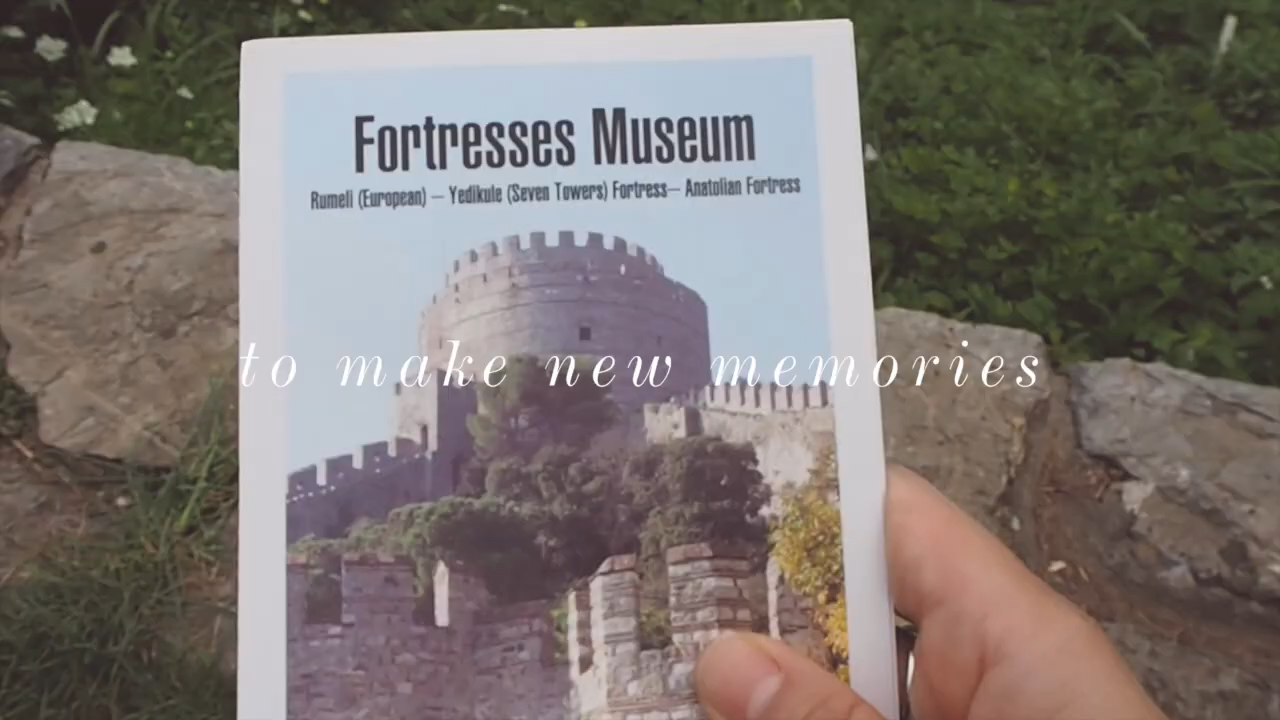 Fortresses Museum
Rumeli (European) – Yedikule (Seven Towers) Fortress– Anatolian Fortress
to make new memories